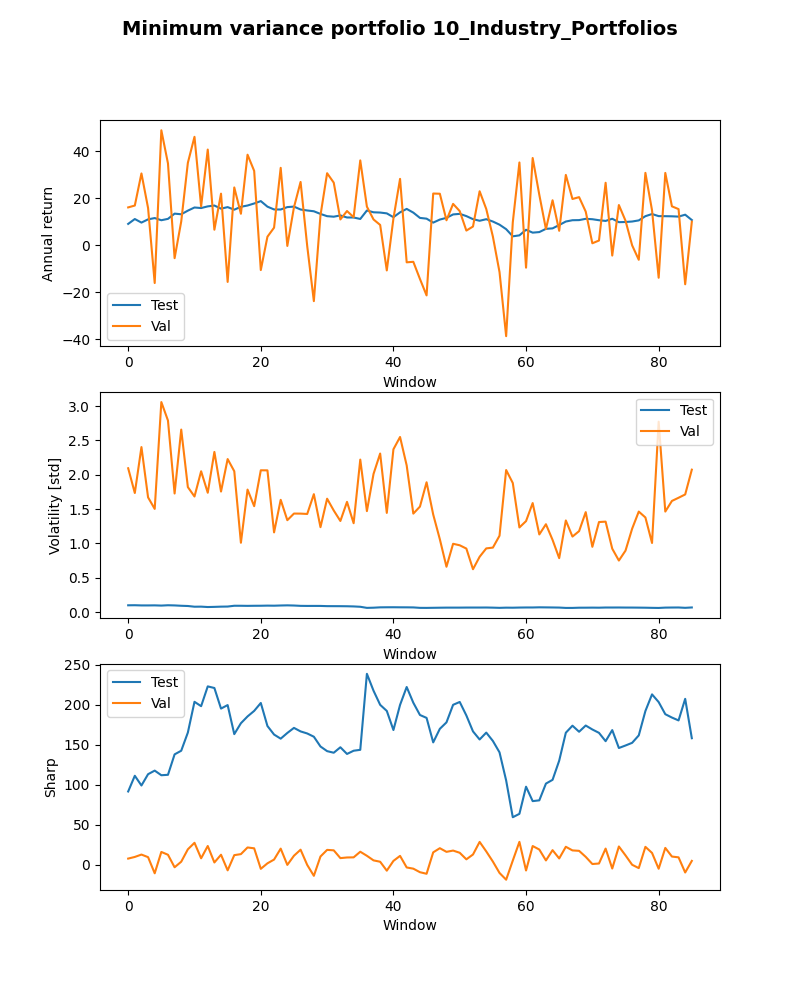 Minimum variance portfolio 10_Industry_Portfolios
40
20
0
−20
−40
Annual return
Test
Val
0 20 40 60 80
Window
3.0
2.5
2.0
1.5
1.0
0.5
0.0
Volatility [std]
Test
Val
0 20 40 60 80
Window
250
200
150
100
50
0
Sharp
Test
Val
0 20 40 60 80
Window